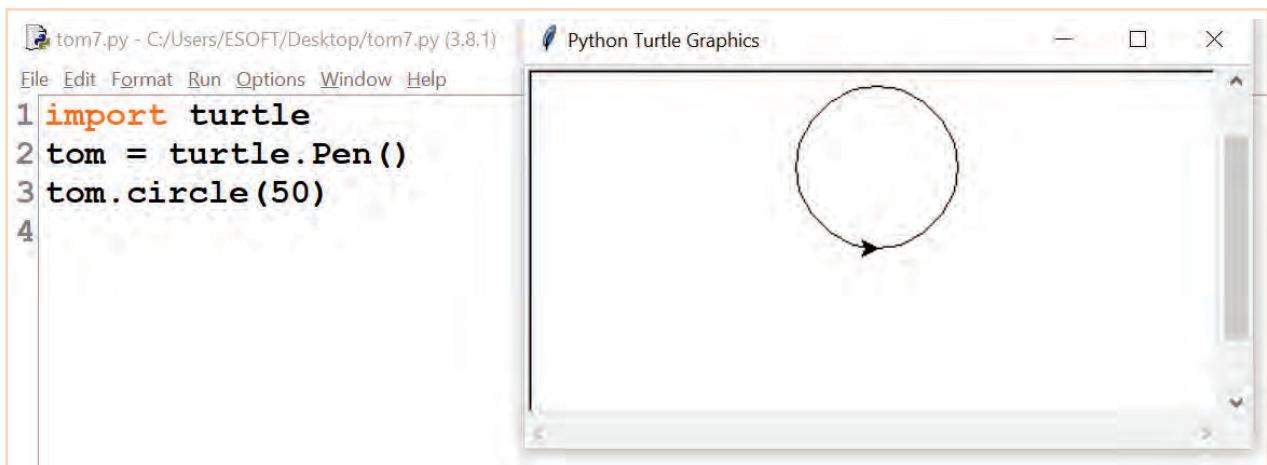 tom7.py - C:/Users/ESOFT/Desktop/tom7.py (3.8.1)
File Edit Format Run Options Window Help
1 import turtle
2 tom = turtle.Pen()
3 tom.circle(50)
4
Python Turtle Graphics